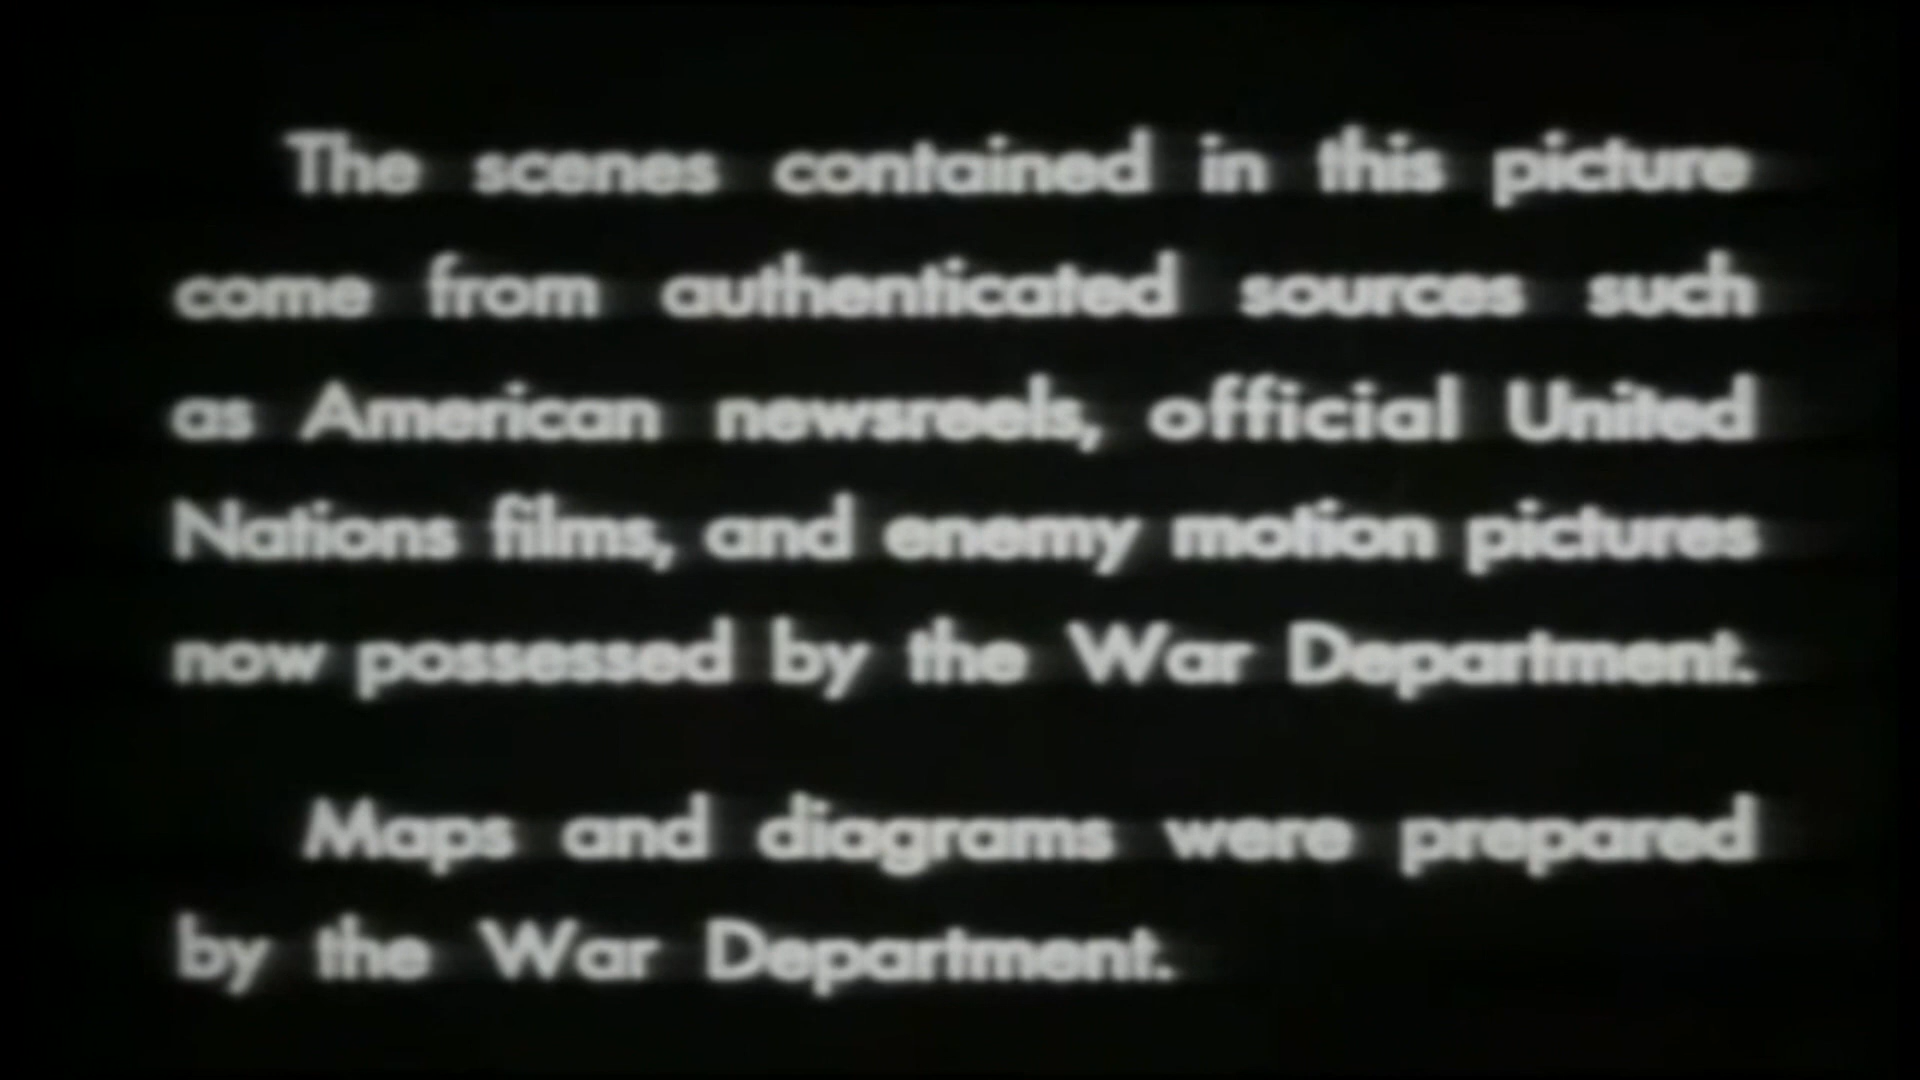 The scenes contained in this picture
come from authenticated sources such
as American newsreels, official United
Nations films, and enemy motion pictures
now possessed by the War Department.
Maps and diagrams were prepared
by the War Department.